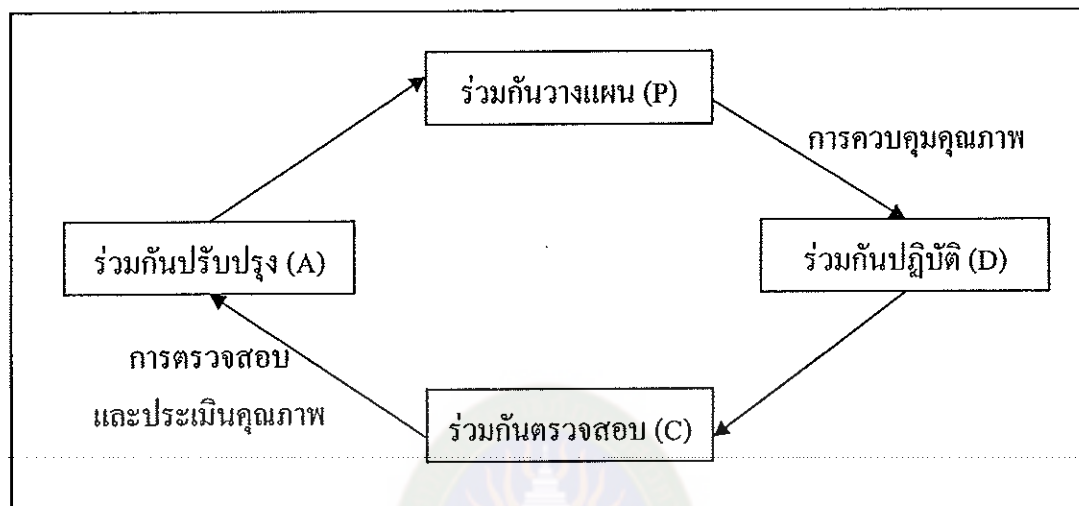 ร่วมกันวางแผน (P)
การควบคุมคุณภาพ
ร่วมกันปรับปรุง (A)
ร่วมกันปฏิบัติ (D)
การตรวจสอบ
และประเมินคุณภาพ
ร่วมกันตรวจสอบ (C)